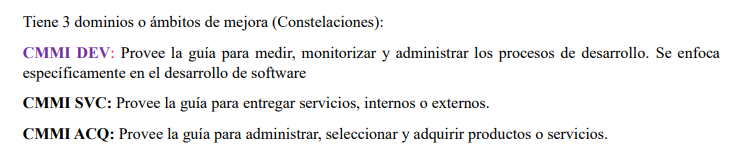 Tiene 3 dominios o ámbitos de mejora (Constelaciones):
CMMI DEV: Provee la guía para medir, monitorizar y administrar los procesos de desarrollo. Se enfoca
específicamente en el desarrollo de software
CMMI SVC: Provee la guía para entregar servicios, internos o externos.
CMMI ACQ: Provee la guía para administrar, seleccionar y adquirir productos o servicios.